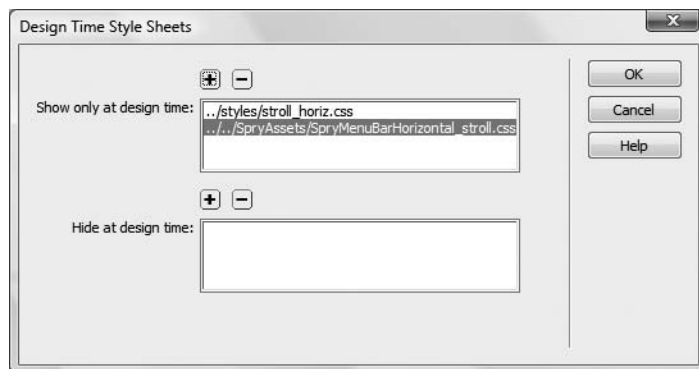 Design Time Style Sheets
Show only at design time:
../styles/stroll_horiz.css
../../SpryAssets/SpryMenuBarHorizontal_stroll.css
Hide at design time:
OK
Cancel
Help